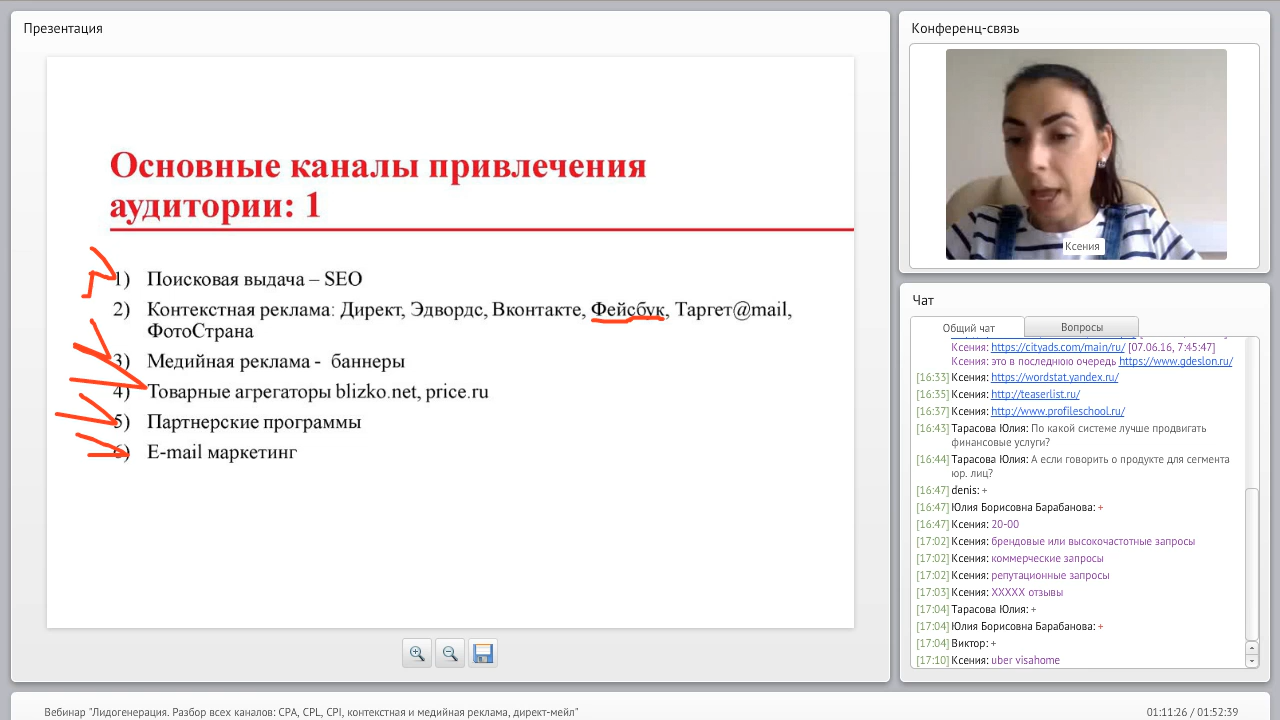 Презентация
Основные каналы привлечения
аудитории: 1
1) Поисковая выдача – SEO
2) Контекстная реклама: Директ, Эдвордс, Вконтакте, Фейсбук, Таргет@mail,
ФотоСтрана
3) Медийная реклама - баннеры
4) Товарные агрегаторы blizko.net, price.ru
5) Партнерские программы
6) E-mail маркетинг
Конференц-связь
Ксения
Чат
Общий чат
Вопросы
Ксения: https://cityads.com/main/ru/ [07.06.16, 7:45:47]
Ксения: это в последнюю очередь https://www.gdeslon.ru/
[16:33] Ксения: https://wordstat.yandex.ru/
[16:35] Ксения: http://teaserlist.ru/
[16:37] Ксения: http://www.profileschool.ru/
[16:43] Тарасова Юлия: По какой системе лучше продвигать
финансовые услуги?
[16:44] Тарасова Юлия: А если говорить о продукте для сегмента
юр. лиц?
[16:47] denis: +
[16:47] Юлия Борисовна Барабанова: +
[16:47] Ксения: 20-00
[17:02] Ксения: брендовые или высокочастотные запросы
[17:02] Ксения: коммерческие запросы
[17:02] Ксения: репутационные запросы
[17:03] Ксения: XXXXX отзывы
[17:04] Тарасова Юлия: +
[17:04] Юлия Борисовна Барабанова: +
[17:04] Виктор: +
[17:10] Ксения: uber visahome
Вебинар "Лидогенерация. Разбор всех каналов: CPA, CPL, CPI, контекстная и медийная реклама, директ-мейл"
01:11:26 / 01:52:39